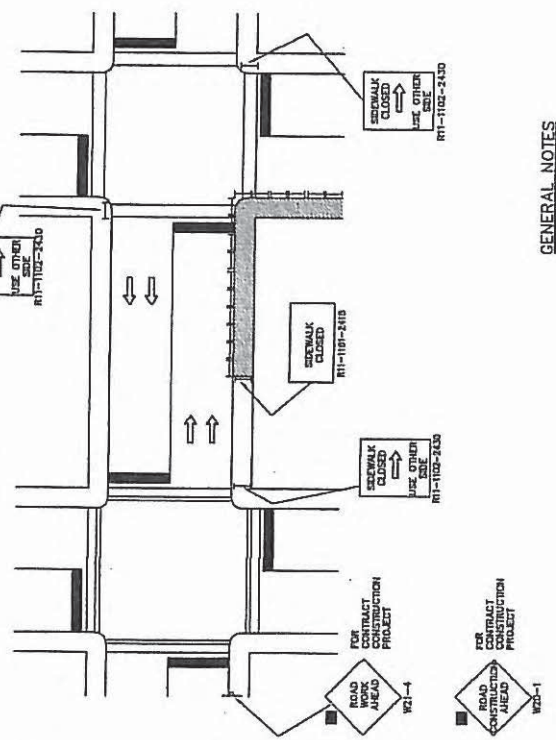 USE OTHER
SIDE
R11-1102-2430
SIDEWALK
CLOSED
USE OTHER
SIDE
R11-1102-2430
SIDEWALK
CLOSED
R11-1101-2418
SIDEWALK
CLOSED
USE OTHER
SIDE
R11-1102-2430
ROAD
WORK
AHEAD
W21-4
FOR
CONTRACT
CONSTRUCTION
PROJECT
ROAD
CONSTRUCTION
AHEAD
W20-1
FOR
CONTRACT
CONSTRUCTION
PROJECT
GENERAL NOTES